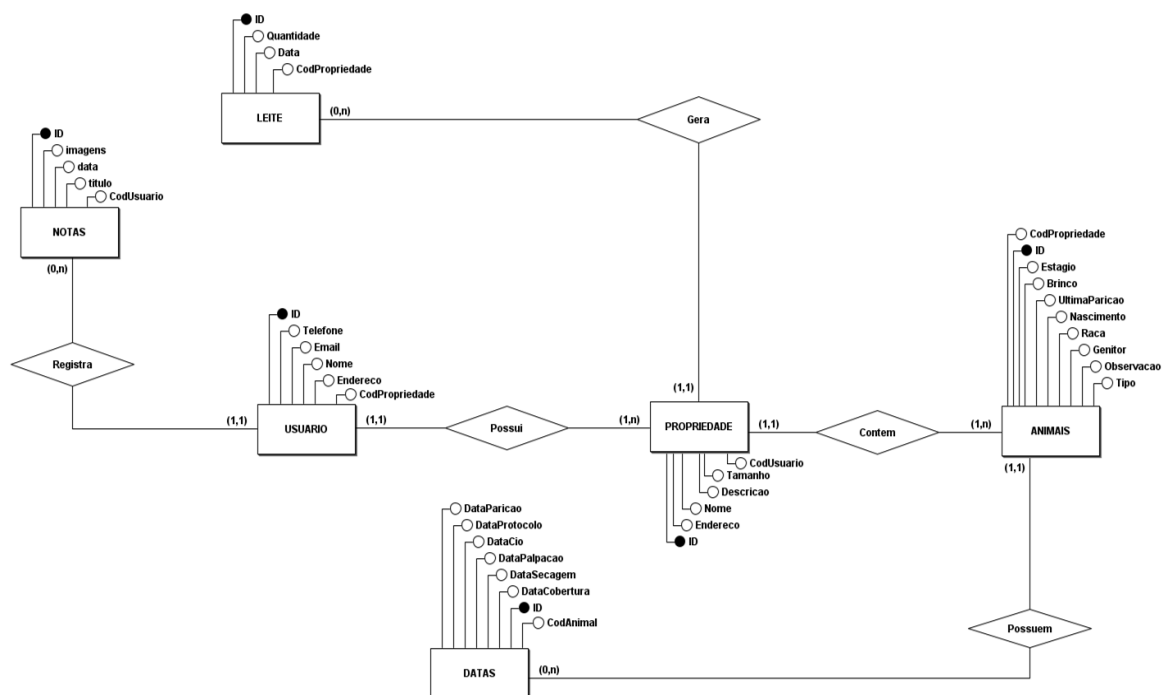 ID
Quantidade
Data
CodPropriedade
LEITE
(0,n)
Gera
ID
imagens
data
titulo
CodUsuario
NOTAS
(0,n)
Registra
ID
Telefone
Email
Nome
Endereco
CodPropriedade
(1,1)
USUARIO
(1,1)
Possui
(1,n)
(1,1)
PROPRIEDADE
(1,1)
CodUsuario
Tamanho
Descricao
Nome
Endereco
ID
Contem
CodPropriedade
ID
Estagio
Brinco
UltimaParicao
Nascimento
Raca
Genitor
Observacao
Tipo
(1,n)
ANIMAIS
(1,1)
Possuem
DataParicao
DataProtocolo
DataCio
DataPalpacao
DataSecagem
DataCobertura
ID
CodAnimal
DATAS
(0,n)